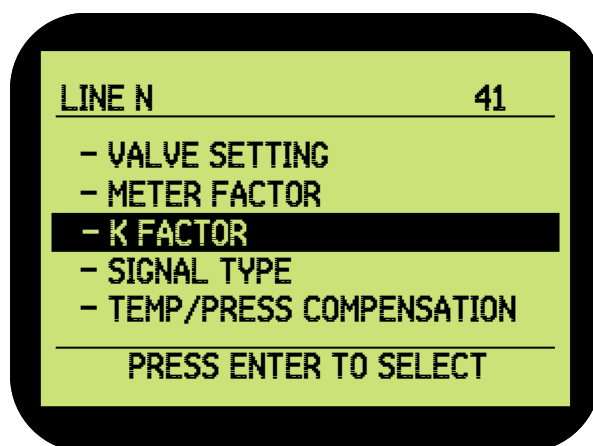 LINE N 41
– VALVE SETTING
– METER FACTOR
– K FACTOR
– SIGNAL TYPE
– TEMP/PRESS COMPENSATION
PRESS ENTER TO SELECT